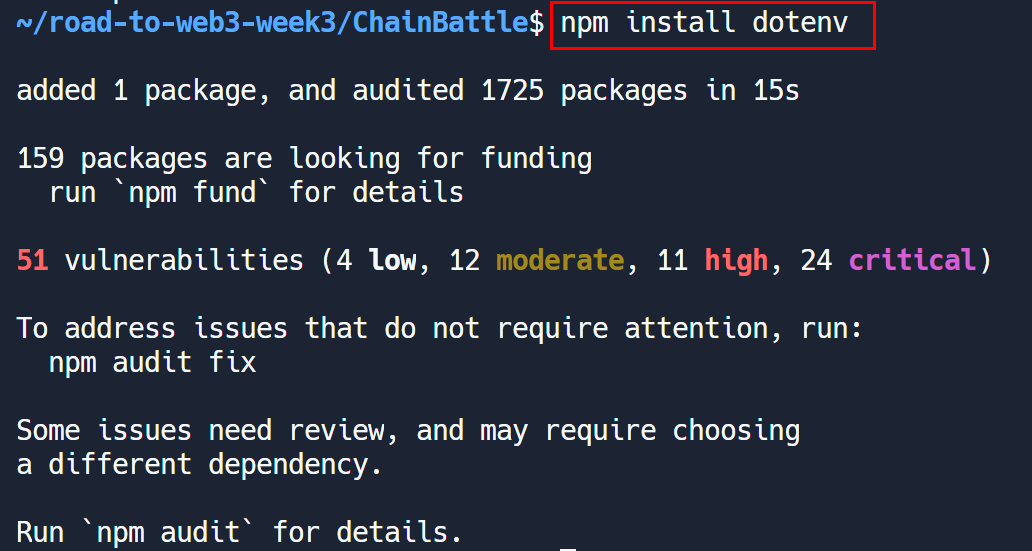 ~/road-to-web3-week3/ChainBattle$ npm install dotenv
added 1 package, and audited 1725 packages in 15s
159 packages are looking for funding
  run `npm fund` for details
51 vulnerabilities (4 low, 12 moderate, 11 high, 24 critical)
To address issues that do not require attention, run:
  npm audit fix
Some issues need review, and may require choosing
a different dependency.
Run `npm audit` for details.